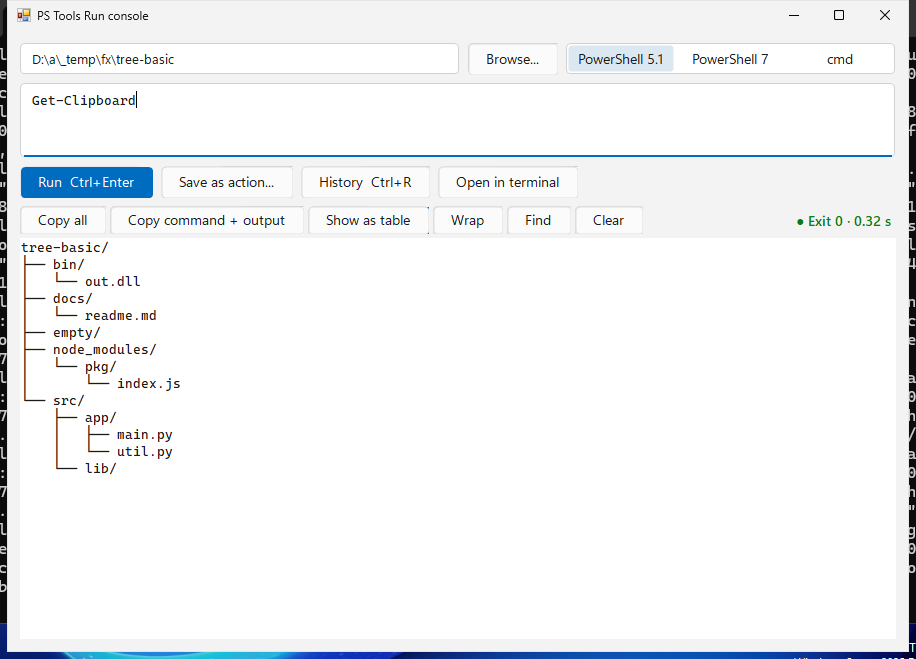 PS Tools Run console
D:\a\_temp\fx\tree-basic Browse... PowerShell 5.1 PowerShell 7 cmd
Get-Clipboard
Run Ctrl+Enter Save as action... History Ctrl+R Open in terminal
Copy all Copy command + output Show as table Wrap Find Clear ● Exit 0 · 0.32 s
tree-basic/
├── bin/
│   └── out.dll
├── docs/
│   └── readme.md
├── empty/
├── node_modules/
│   └── pkg/
│       └── index.js
└── src/
    ├── app/
    │   ├── main.py
    │   └── util.py
    └── lib/